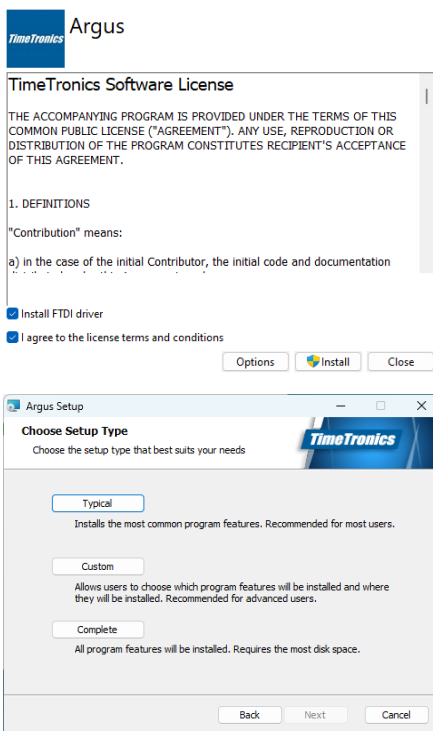 TimeTronics
Argus
TimeTronics Software License
THE ACCOMPANYING PROGRAM IS PROVIDED UNDER THE TERMS OF THIS
COMMON PUBLIC LICENSE ("AGREEMENT"). ANY USE, REPRODUCTION OR
DISTRIBUTION OF THE PROGRAM CONSTITUTES RECIPIENT'S ACCEPTANCE
OF THIS AGREEMENT.
1. DEFINITIONS
"Contribution" means:
a) in the case of the initial Contributor, the initial code and documentation
Install FTDI driver
I agree to the license terms and conditions
Options
Install
Close
Argus Setup
Choose Setup Type
Choose the setup type that best suits your needs
TimeTronics
Typical
Installs the most common program features. Recommended for most users.
Custom
Allows users to choose which program features will be installed and where
they will be installed. Recommended for advanced users.
Complete
All program features will be installed. Requires the most disk space.
Back
Next
Cancel